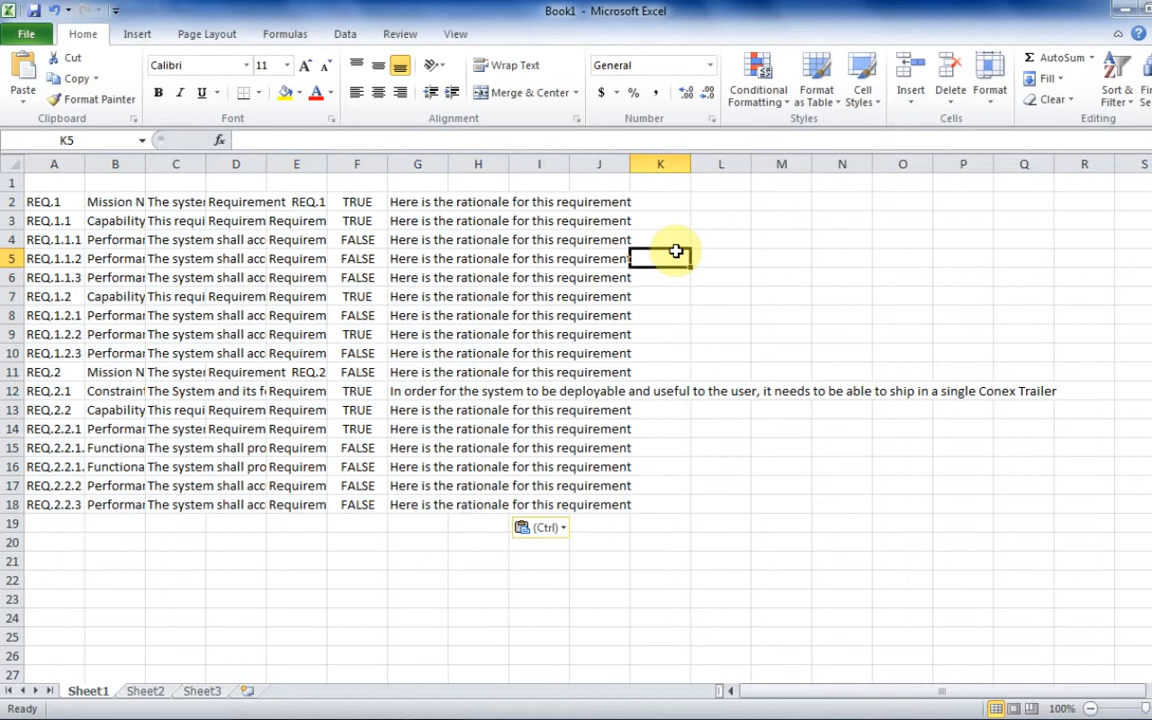 Book1 - Microsoft Excel
File Home Insert Page Layout Formulas Data Review View
Cut
Copy
Format Painter
Paste
Clipboard
Calibri 11
B I U
Font
Wrap Text
Merge & Center
Alignment
General
$ % ,
Number
Conditional Formatting
Format as Table
Cell Styles
Styles
Insert Delete Format
Cells
Σ AutoSum
Fill
Clear
Sort & Filter
Editing
K5 fx
A B C D E F G H I J K L M N O P Q R S
1
2 REQ.1 Mission N The syster Requirement REQ.1 TRUE Here is the rationale for this requirement
3 REQ.1.1 Capability This requi Requirem Requirem TRUE Here is the rationale for this requirement
4 REQ.1.1.1 Performar The system shall acc Requirem FALSE Here is the rationale for this requirement
5 REQ.1.1.2 Performar The system shall acc Requirem FALSE Here is the rationale for this requirement
6 REQ.1.1.3 Performar The system shall acc Requirem FALSE Here is the rationale for this requirement
7 REQ.1.2 Capability This requi Requirem Requirem TRUE Here is the rationale for this requirement
8 REQ.1.2.1 Performar The system shall acc Requirem FALSE Here is the rationale for this requirement
9 REQ.1.2.2 Performar The system shall acc Requirem TRUE Here is the rationale for this requirement
10 REQ.1.2.3 Performar The system shall acc Requirem FALSE Here is the rationale for this requirement
11 REQ.2 Mission N The syster Requirement REQ.2 FALSE Here is the rationale for this requirement
12 REQ.2.1 Constraint The System and its f Requirem TRUE In order for the system to be deployable and useful to the user, it needs to be able to ship in a single Conex Trailer
13 REQ.2.2 Capability This requi Requirem Requirem TRUE Here is the rationale for this requirement
14 REQ.2.2.1 Performar The syster Requirem Requirem TRUE Here is the rationale for this requirement
15 REQ.2.2.1. Functiona The system shall pro Requirem FALSE Here is the rationale for this requirement
16 REQ.2.2.1. Functiona The system shall pro Requirem FALSE Here is the rationale for this requirement
17 REQ.2.2.2 Performar The system shall acc Requirem FALSE Here is the rationale for this requirement
18 REQ.2.2.3 Performar The system shall acc Requirem FALSE Here is the rationale for this requirement
19
(Ctrl)
20
21
22
23
24
25
26
27
Sheet1 Sheet2 Sheet3
Ready 100%